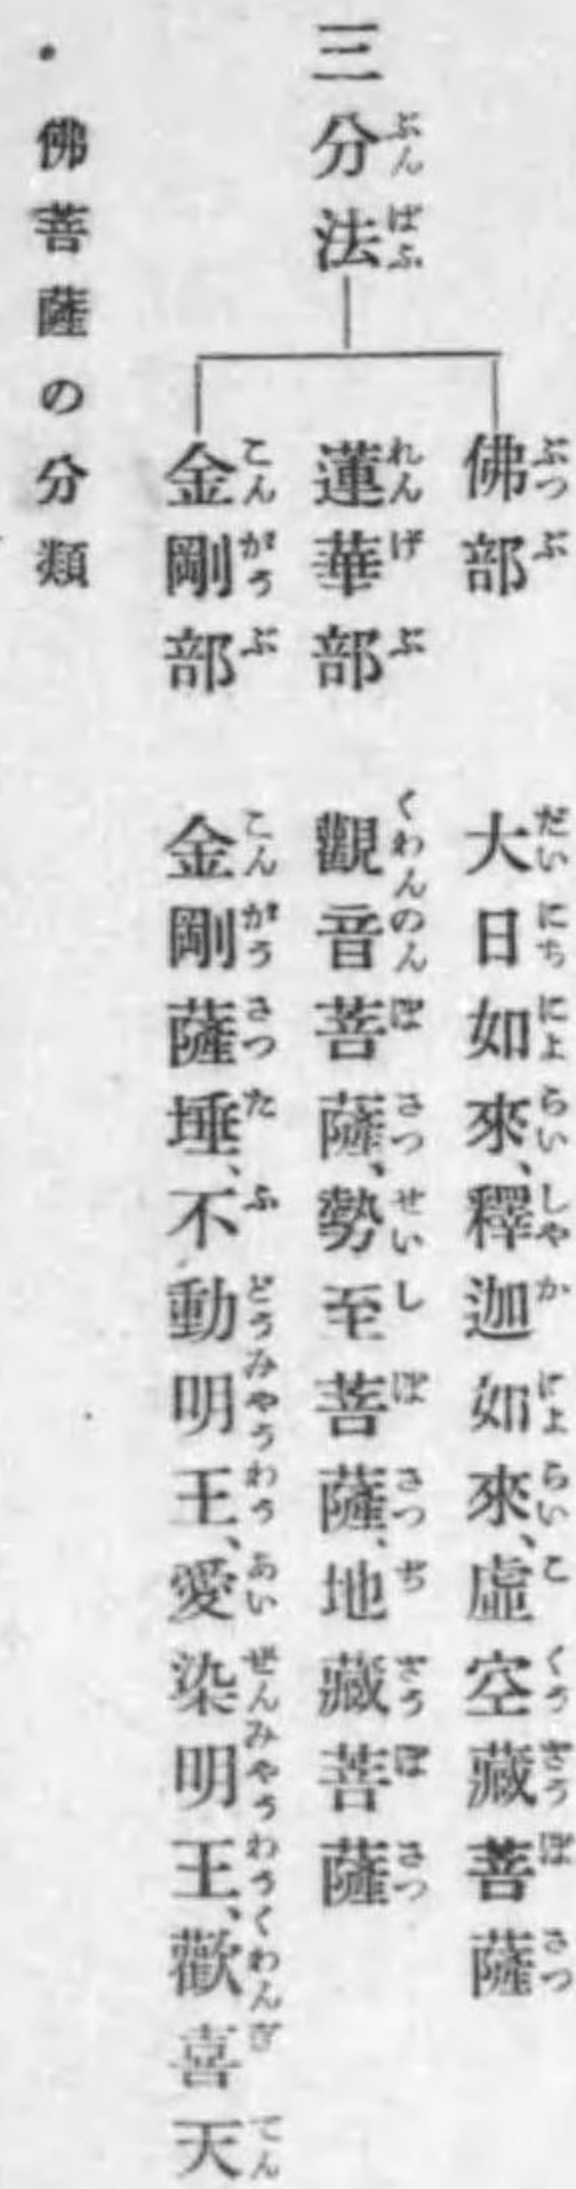 三分法
佛部　大日如來、釋迦如來、虛空藏菩薩
蓮華部　觀音菩薩、勢至菩薩、地藏菩薩
金剛部　金剛薩埵、不動明王、愛染明王、歡喜天
・佛菩薩の分類